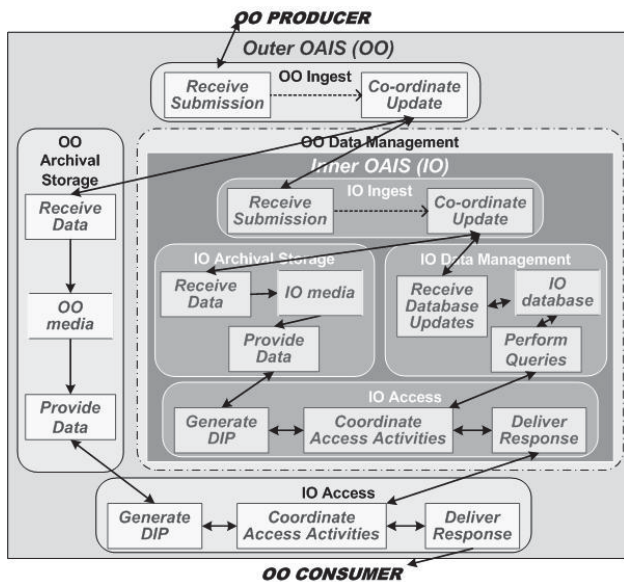 OO PRODUCER
Outer OAIS (OO)
OO Ingest
Receive
Submission
Co-ordinate
Update
OO
Archival
Storage
Receive
Data
OO
media
Provide
Data
OO Data Management
Inner OAIS (IO)
IO Ingest
Receive
Submission
Co-ordinate
Update
IO Archival Storage
Receive
Data
IO media
Provide
Data
IO Data Management
Receive
Database
Updates
IO
database
Perform
Queries
IO Access
Generate
DIP
Coordinate
Access Activities
Deliver
Response
IO Access
Generate
DIP
Coordinate
Access Activities
Deliver
Response
OO CONSUMER